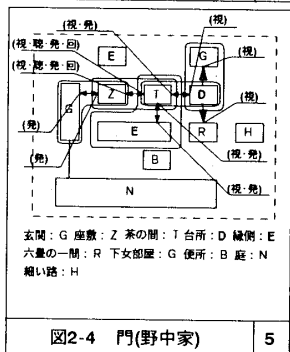 (視・発)
(視)
(視・聴・発・回)
(視)
(視・聴・発・回)
E
G
Z
T
D
G
(視)
(発)
E
R
H
(視・発)
(発)
B
(視・発)
N
玄関:G 座敷:Z 茶の間:T 台所:D 縁側:E
六畳の一間:R 下女部屋:G 便所:B 庭:N
細い路:H
図2-4 門(野中家)
5